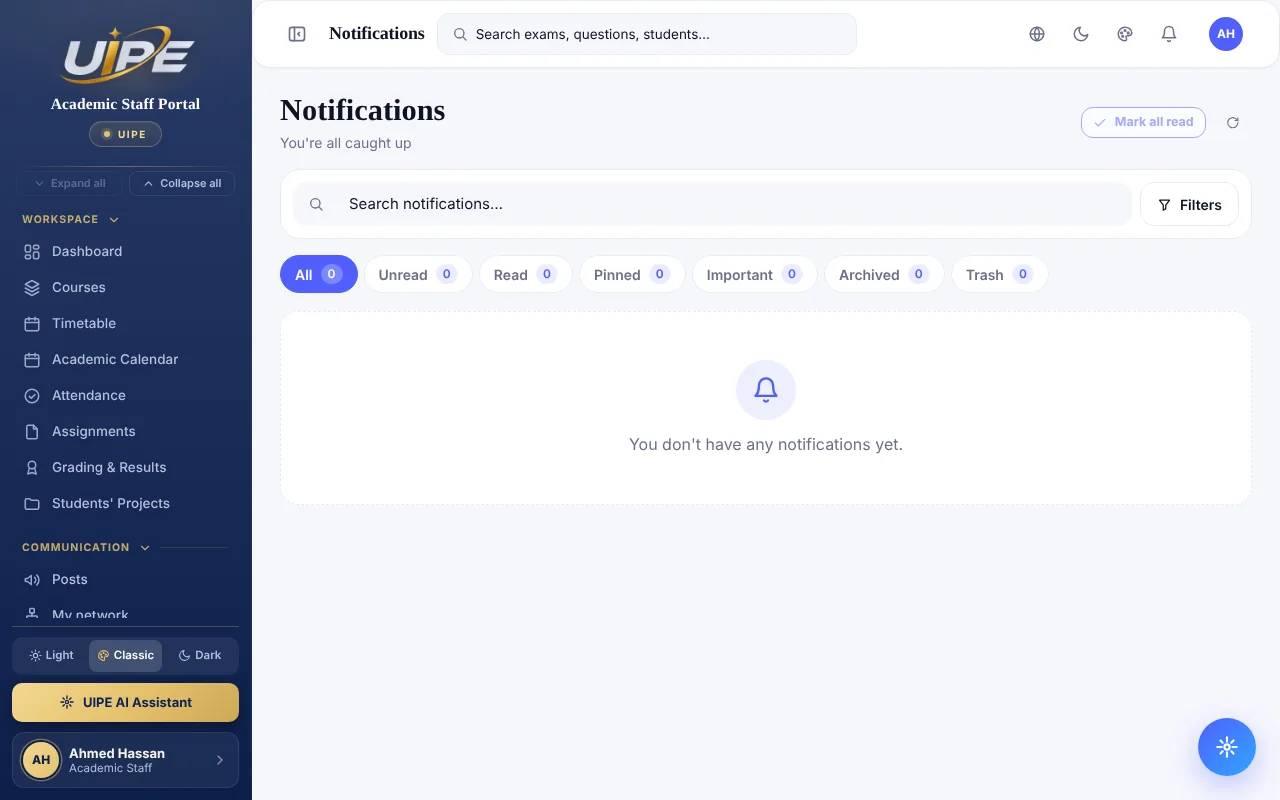 UIPE
Academic Staff Portal
UIPE
Expand all
Collapse all
WORKSPACE
Dashboard
Courses
Timetable
Academic Calendar
Attendance
Assignments
Grading & Results
Students' Projects
COMMUNICATION
Posts
My network
Light
Classic
Dark
UIPE AI Assistant
AH
Ahmed Hassan
Academic Staff
Notifications
Search exams, questions, students...
AH
Notifications
You're all caught up
Mark all read
Search notifications...
Filters
All 0
Unread 0
Read 0
Pinned 0
Important 0
Archived 0
Trash 0
You don't have any notifications yet.